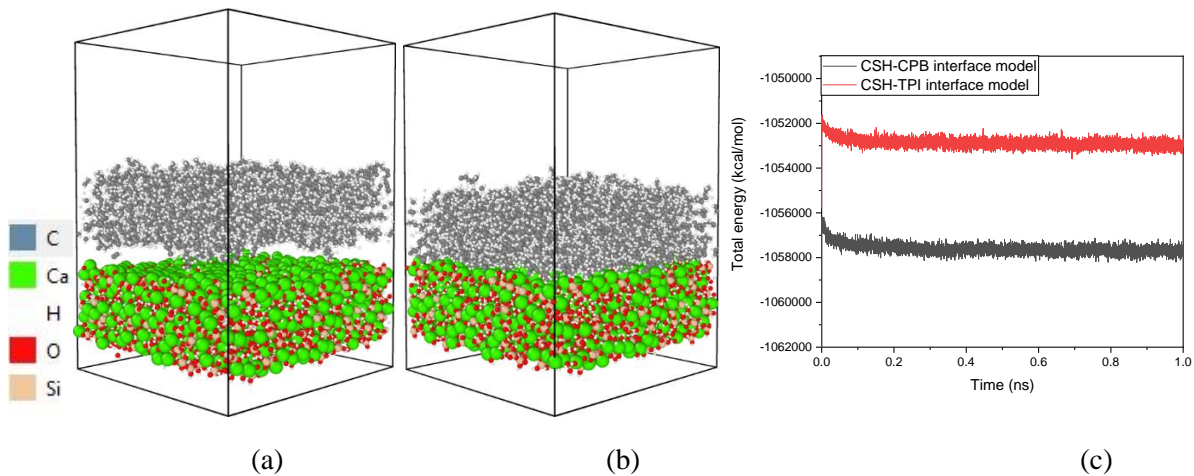 C
Ca
H
O
Si
CSH-CPB interface model
CSH-TPI interface model
-1050000
-1052000
-1054000
-1056000
-1058000
-1060000
-1062000
Total energy (kcal/mol)
0.0
0.2
0.4
0.6
0.8
1.0
Time (ns)
(a)
(b)
(c)